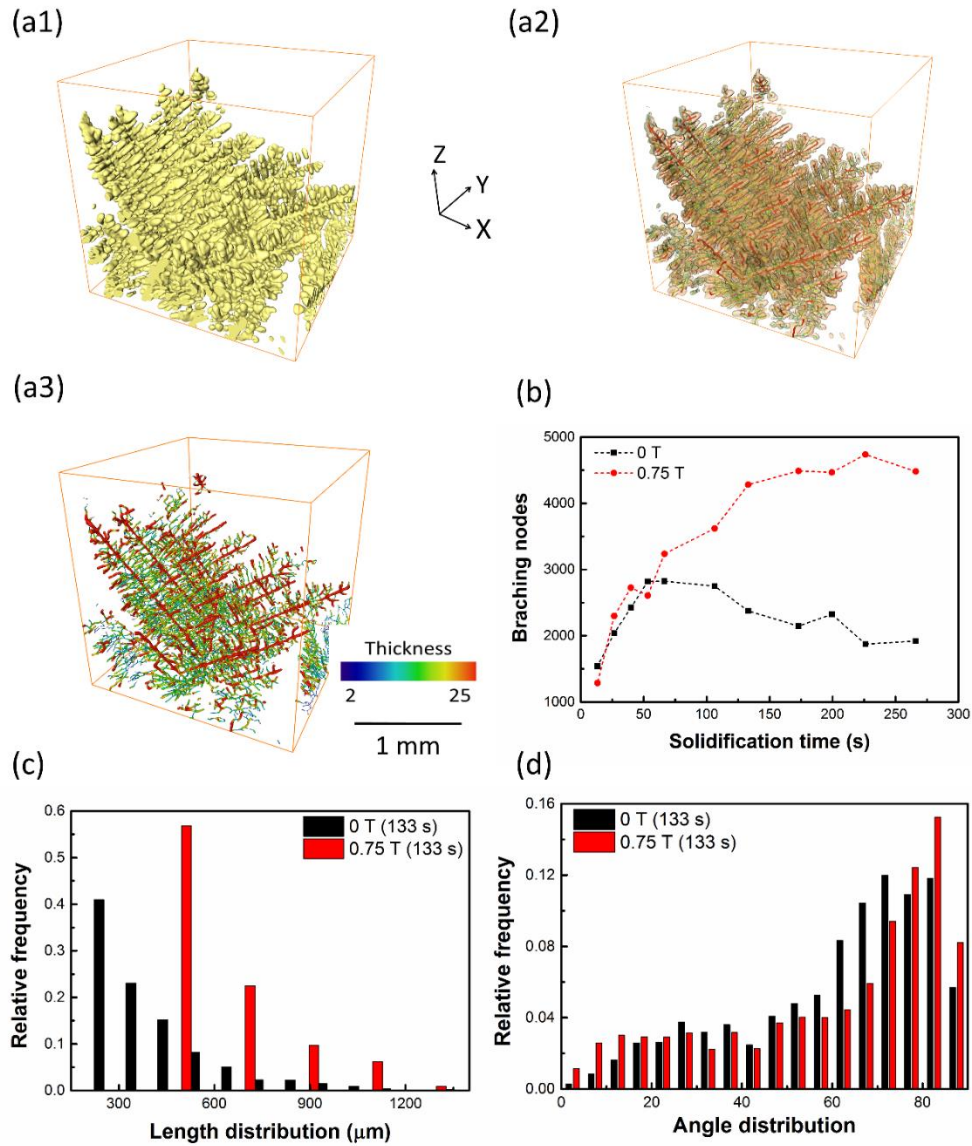 (a1)
(a2)
Z
Y
X
(a3)
Thickness
2 25
1 mm
(b)
5000
4000
3000
2000
1000
0 T
0.75 T
Braching nodes
0 50 100 150 200 250 300
Solidification time (s)
(c)
0.6
0.5
0.4
0.3
0.2
0.1
0.0
0 T (133 s)
0.75 T (133 s)
Relative frequency
300 600 900 1200
Length distribution (μm)
(d)
0.16
0.12
0.08
0.04
0.00
0 T (133 s)
0.75 T (133 s)
Relative frequency
0 20 40 60 80
Angle distribution